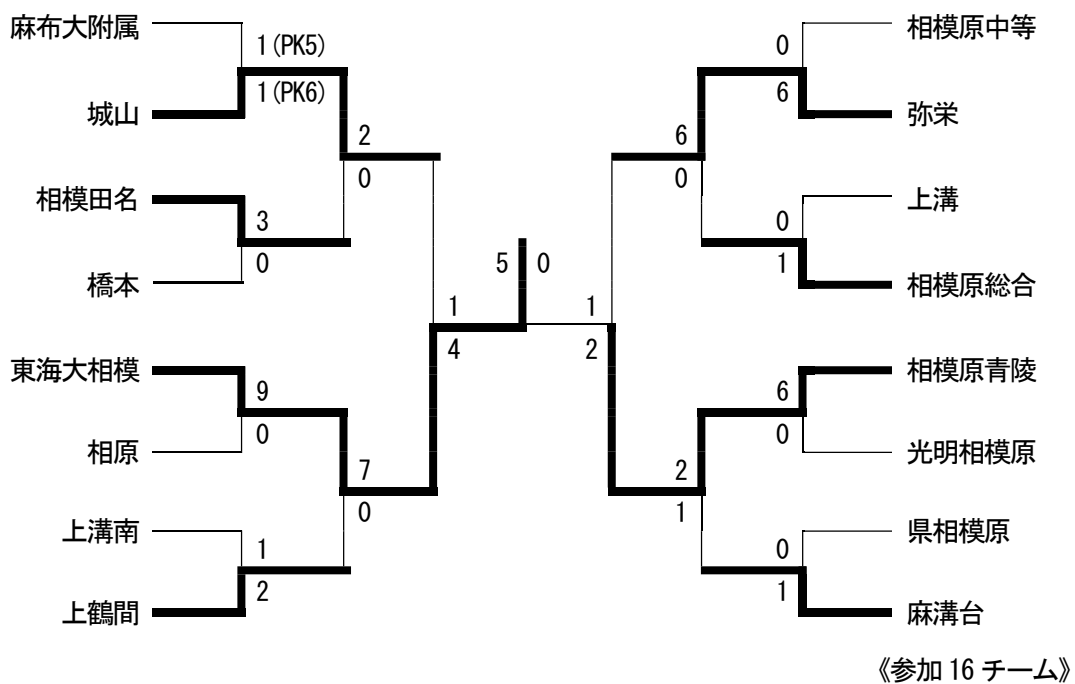 麻布大附属
1(PK5)
1(PK6)
城山
2
0
相模田名
3
0
橋本
1
4
東海大相模
9
0
相原
7
0
上溝南
1
2
上鶴間
5 0
相模原中等
0
6
弥栄
6
0
上溝
0
1
相模原総合
1
2
相模原青陵
6
0
光明相模原
2
1
県相模原
0
1
麻溝台
《参加 16 チーム》